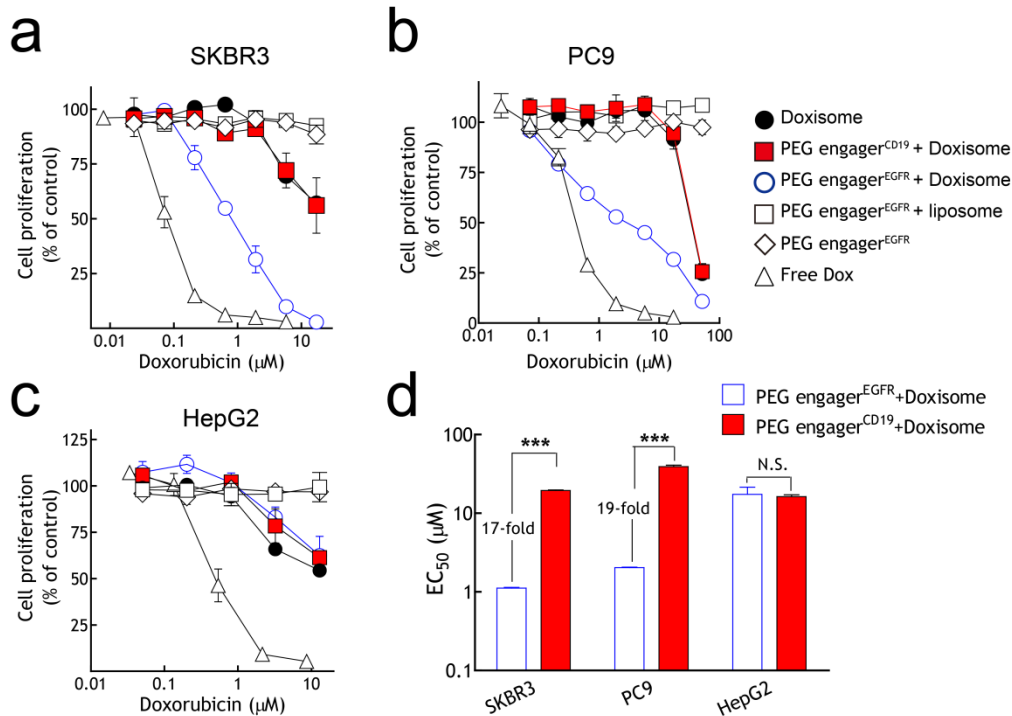 a
SKBR3
Cell proliferation
(% of control)
100
75
50
25
0.01
0.1
1
10
Doxorubicin (μM)
b
PC9
Cell proliferation
(% of control)
100
75
50
25
0
0.01
0.1
1
10
100
Doxorubicin (μM)
Doxisome
PEG engager^CD19 + Doxisome
PEG engager^EGFR + Doxisome
PEG engager^EGFR + liposome
PEG engager^EGFR
Free Dox
c
HepG2
Cell proliferation
(% of control)
125
100
75
50
25
0.01
0.1
1
10
Doxorubicin (μM)
d
PEG engager^EGFR+Doxisome
PEG engager^CD19+Doxisome
EC50 (μM)
100
10
1
0.1
***
17-fold
***
19-fold
N.S.
SKBR3
PC9
HepG2